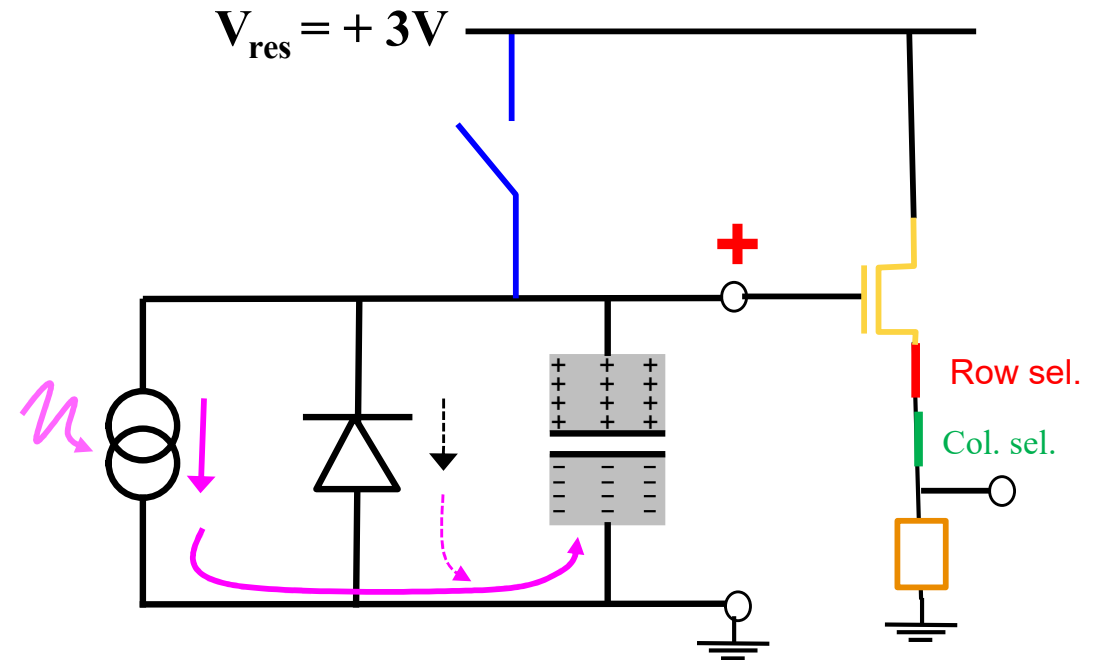 Vres = + 3V
+
+ + +
+ + +
+ + +
+ + +
− − −
− − −
− − −
− − −
Row sel.
Col. sel.